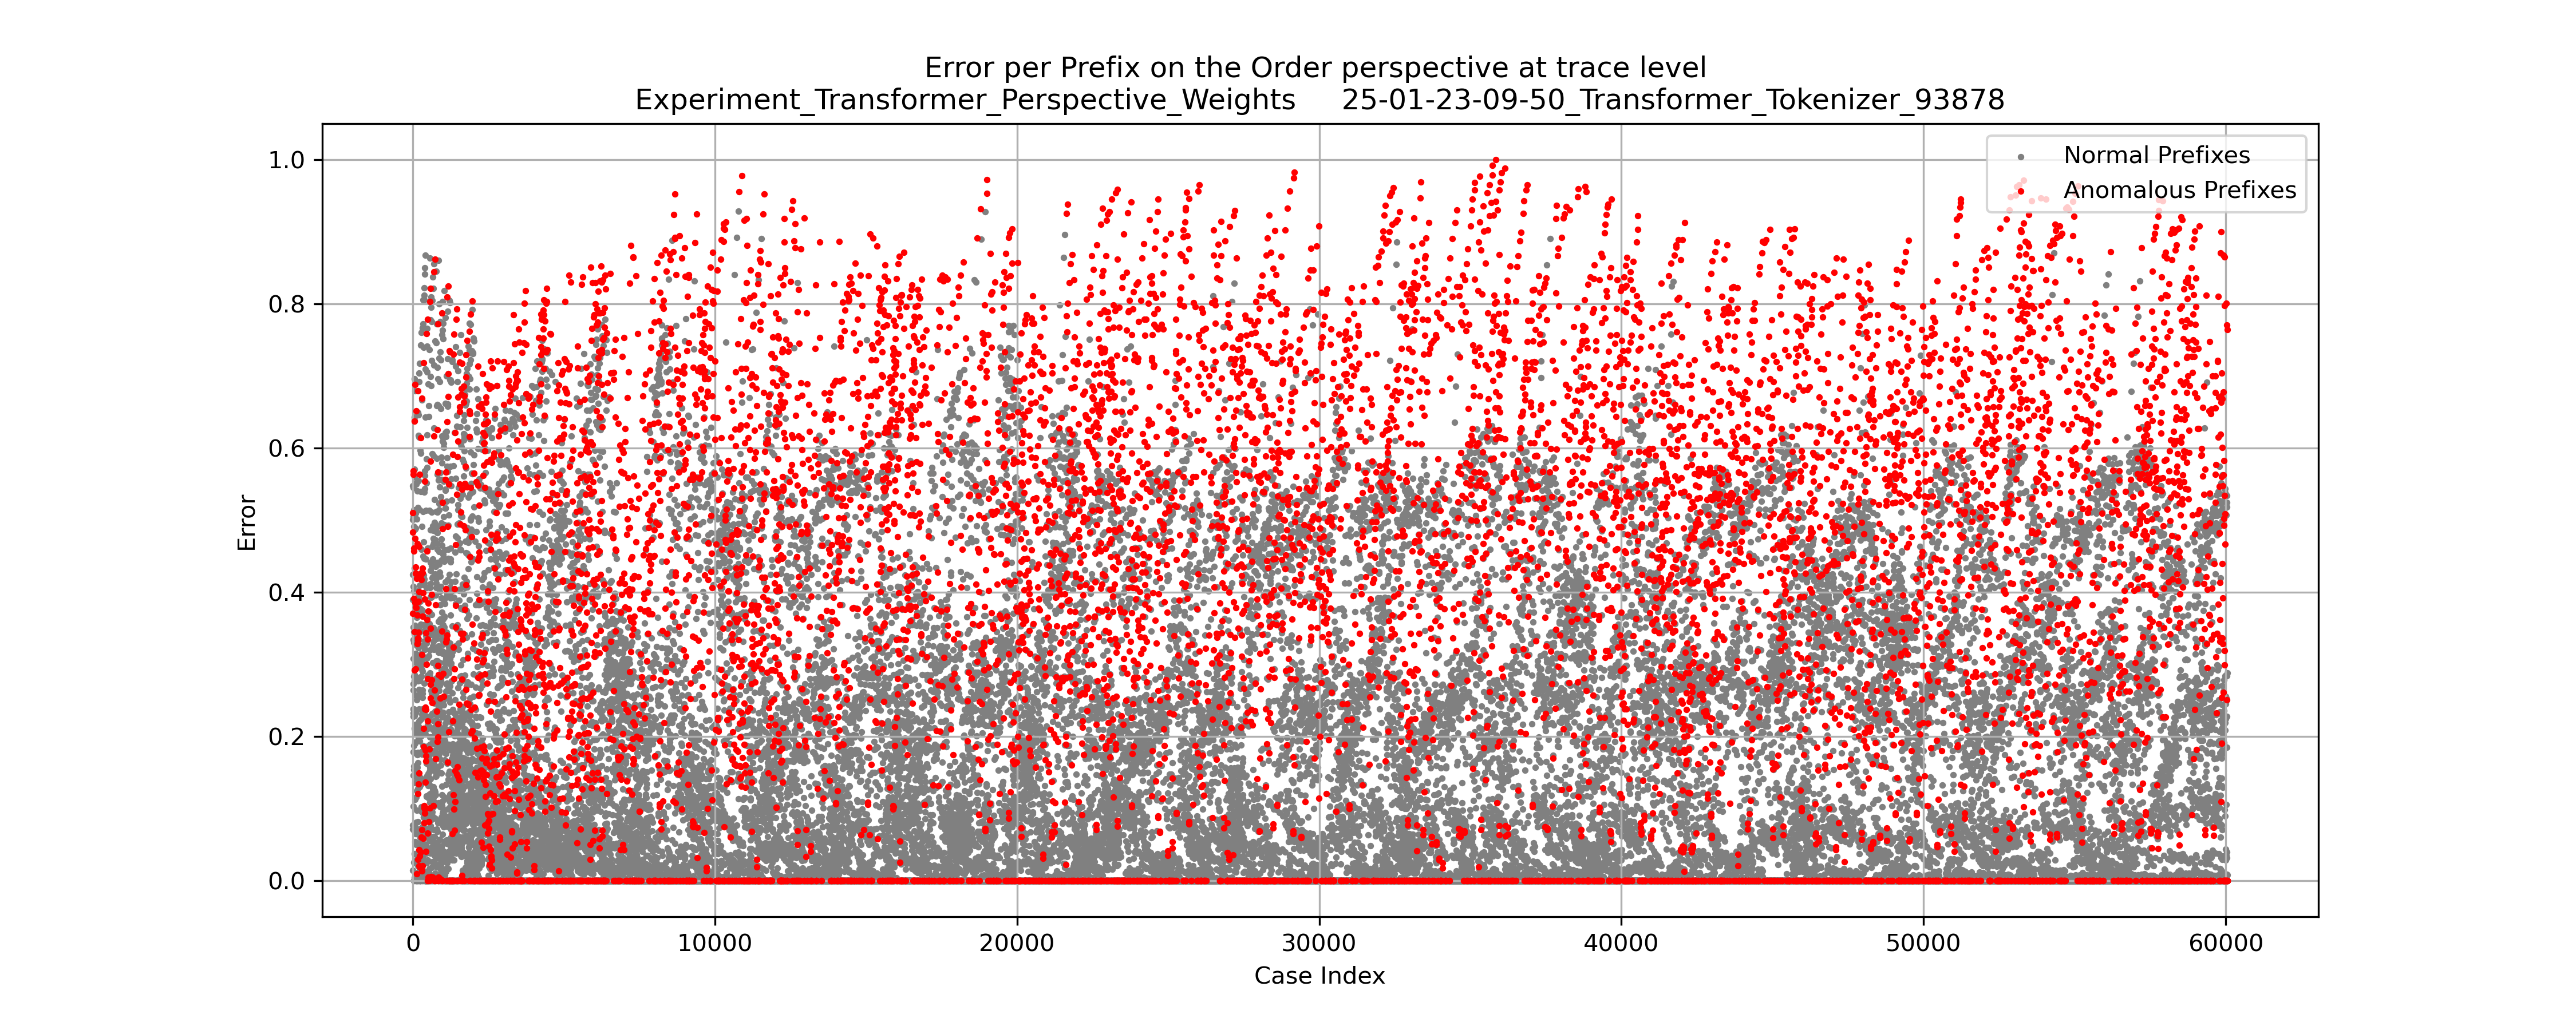 Error per Prefix on the Order perspective at trace level
Experiment_Transformer_Perspective_Weights 25-01-23-09-50_Transformer_Tokenizer_93878
Normal Prefixes
Anomalous Prefixes
1.0
0.8
0.6
0.4
0.2
0.0
Error
0 10000 20000 30000 40000 50000 60000
Case Index